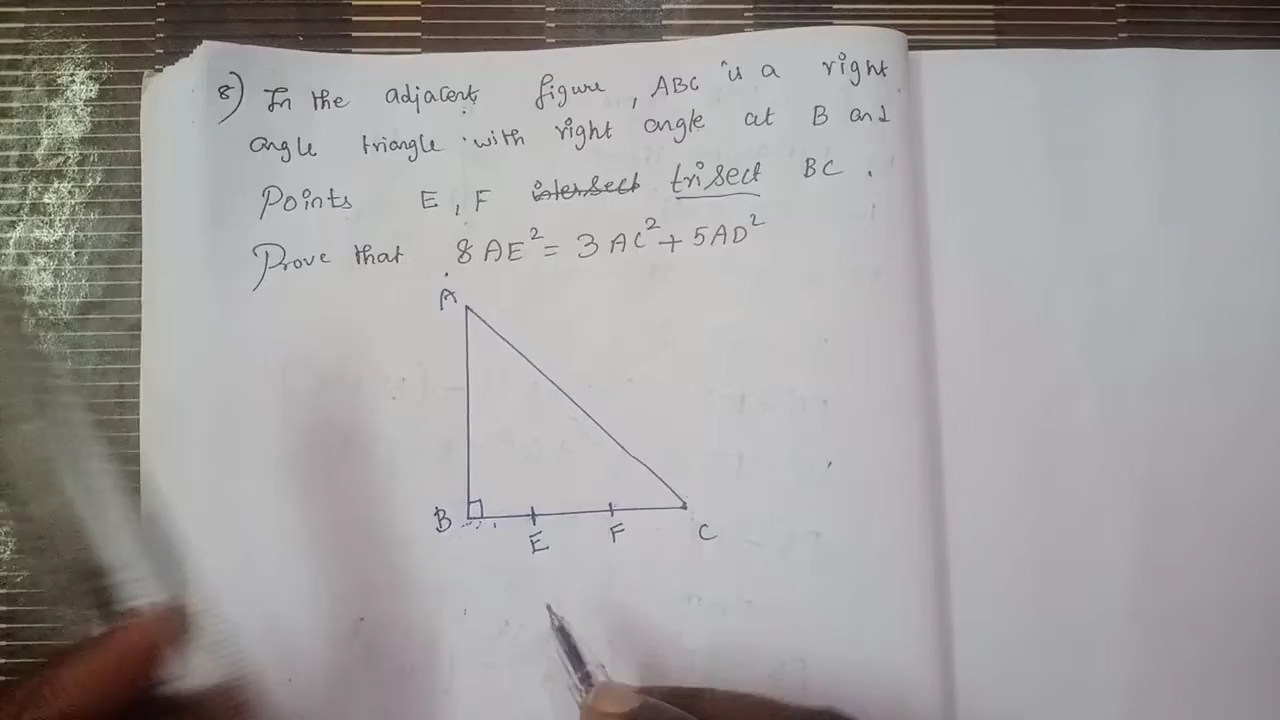 8) In the adjacent figure, ABC is a right
angle triangle with right angle at B and
Points E, F intersect trisect BC.
Prove that 8AE² = 3AC² + 5AD²
A
B
E
F
C